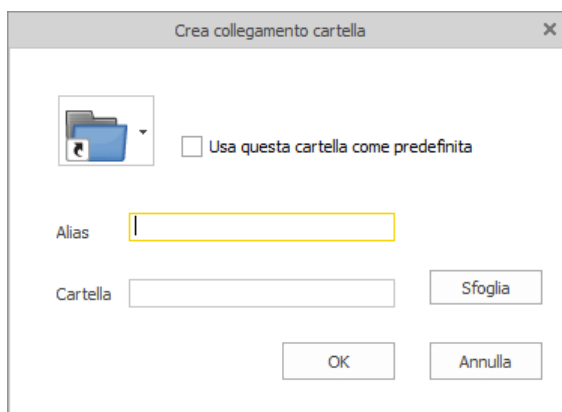 Crea collegamento cartella
Usa questa cartella come predefinita
Alias
Cartella
Sfoglia
OK
Annulla